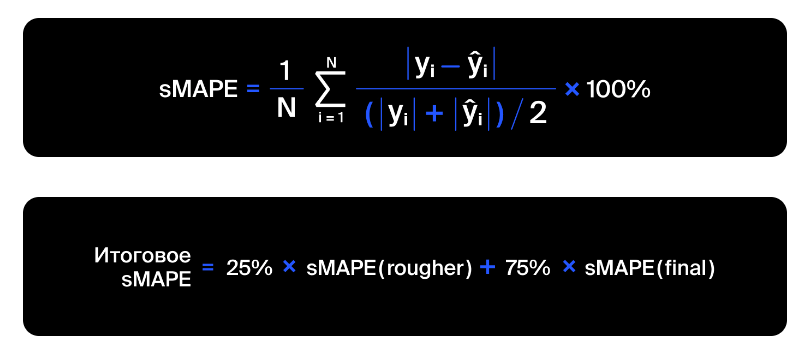 sMAPE = 1/N N∑i=1 |yᵢ − ŷᵢ| / (|yᵢ| + |ŷᵢ|) / 2 × 100%
Итоговое
sMAPE = 25% × sMAPE(rougher) + 75% × sMAPE(final)